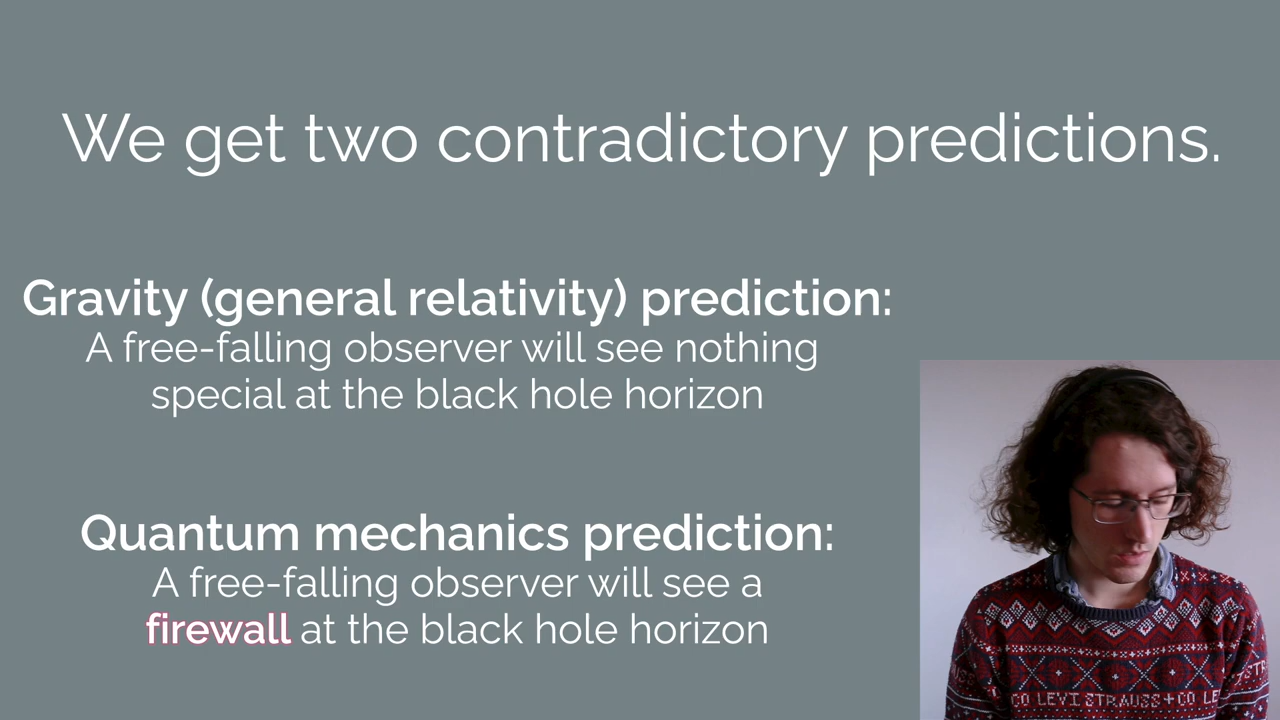 We get two contradictory predictions.
Gravity (general relativity) prediction:
A free-falling observer will see nothing
special at the black hole horizon
Quantum mechanics prediction:
A free-falling observer will see a
firewall at the black hole horizon
CO LEVI STRAUSS+CO LE